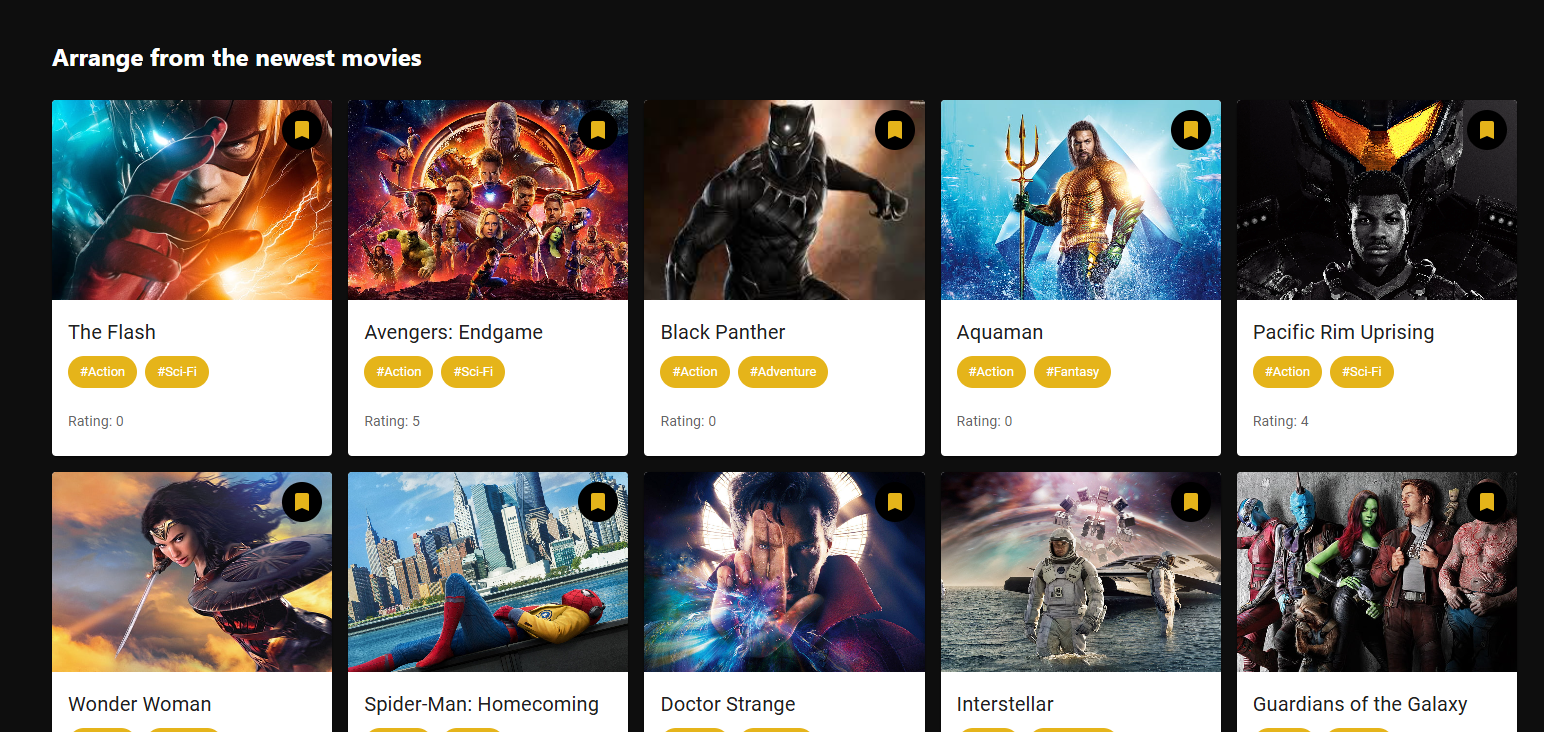 Arrange from the newest movies
The Flash
#Action #Sci-Fi
Rating: 0
Avengers: Endgame
#Action #Sci-Fi
Rating: 5
Black Panther
#Action #Adventure
Rating: 0
Aquaman
#Action #Fantasy
Rating: 0
Pacific Rim Uprising
#Action #Sci-Fi
Rating: 4
Wonder Woman
Spider-Man: Homecoming
Doctor Strange
Interstellar
Guardians of the Galaxy